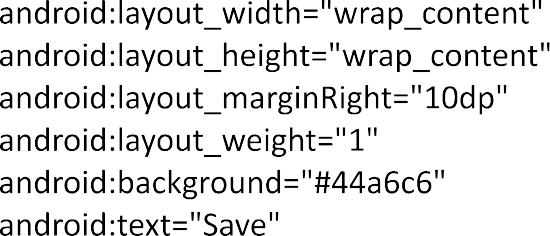 android:layout_width="wrap_content"
android:layout_height="wrap_content"
android:layout_marginRight="10dp"
android:layout_weight="1"
android:background="#44a6c6"
android:text="Save"